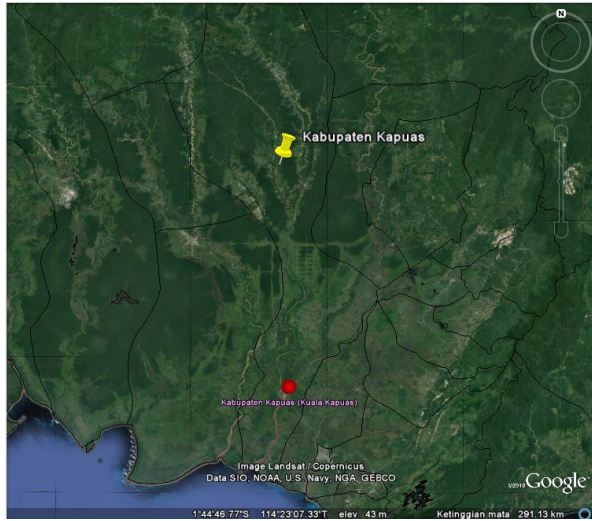 N
Kabupaten Kapuas
Kabupaten Kapuas (Kuala Kapuas)
Image Landsat / Copernicus
Data SIO, NOAA, U.S. Navy, NGA, GEBCO
©2018 Google
1°44'46.77"S 114°23'07.33"T elev 43 m Ketinggian mata 291.13 km